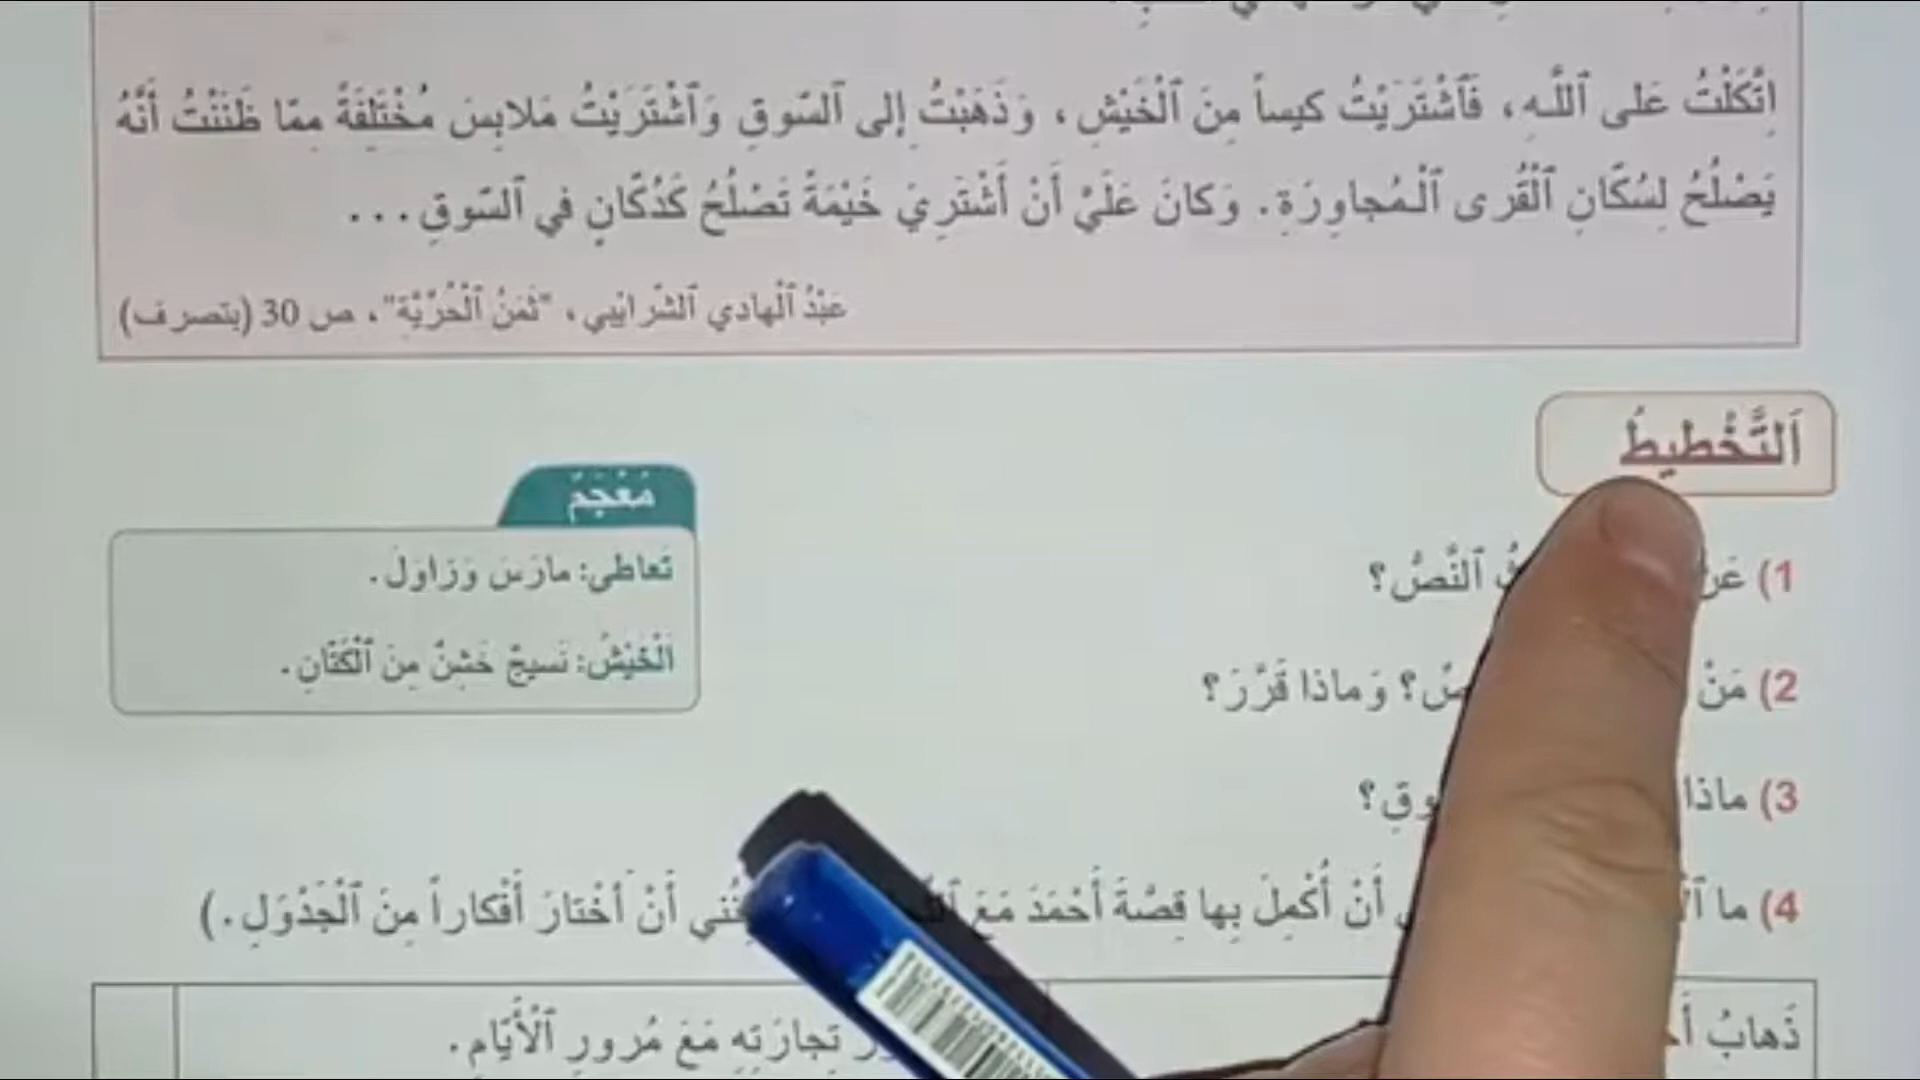 اِتَّكَلْتُ عَلى ٱللَّـهِ، فَٱشْتَرَيْتُ كيساً مِنَ ٱلْخَيْشِ، وَذَهَبْتُ إِلى ٱلسّوقِ وَٱشْتَرَيْتُ مَلابِسَ مُخْتَلِفَةً مِمّا ظَنَنْتُ أَنَّهُ
يَصْلُحُ لِسُكّانِ ٱلْقُرى ٱلْمُجاوِرَةِ. وَكانَ عَلَيَّ أَنْ أَشْتَرِيَ خَيْمَةً تَصْلُحُ كَدُكّانٍ في ٱلسّوقِ...
عَبْدُ ٱلْهادي ٱلشّرايْبي، "ثَمَنُ ٱلْحُرِّيَّةِ"، ص 30 (بتصرف)
اَلتَّخْطيطُ
مُعْجَمٌ
تَعاطى: مارَسَ وَزاوَلَ.
اَلْخَيْشُ: نَسيجٌ خَشِنٌ مِنَ ٱلْكَتّانِ.
1) ٱلنَّصُّ؟
2) مَنْ وَماذا قَرَّرَ؟
3) ماذا
4) ما أَنْ أُكْمِلَ بِها قِصَّةَ أَحْمَدَ مَعَ أَنْ أَخْتارَ أَفْكاراً مِنَ ٱلْجَدْوَلِ.)
ذَهابُ
تِجارَتِهِ مَعَ مُرورِ ٱلْأَيّامِ.